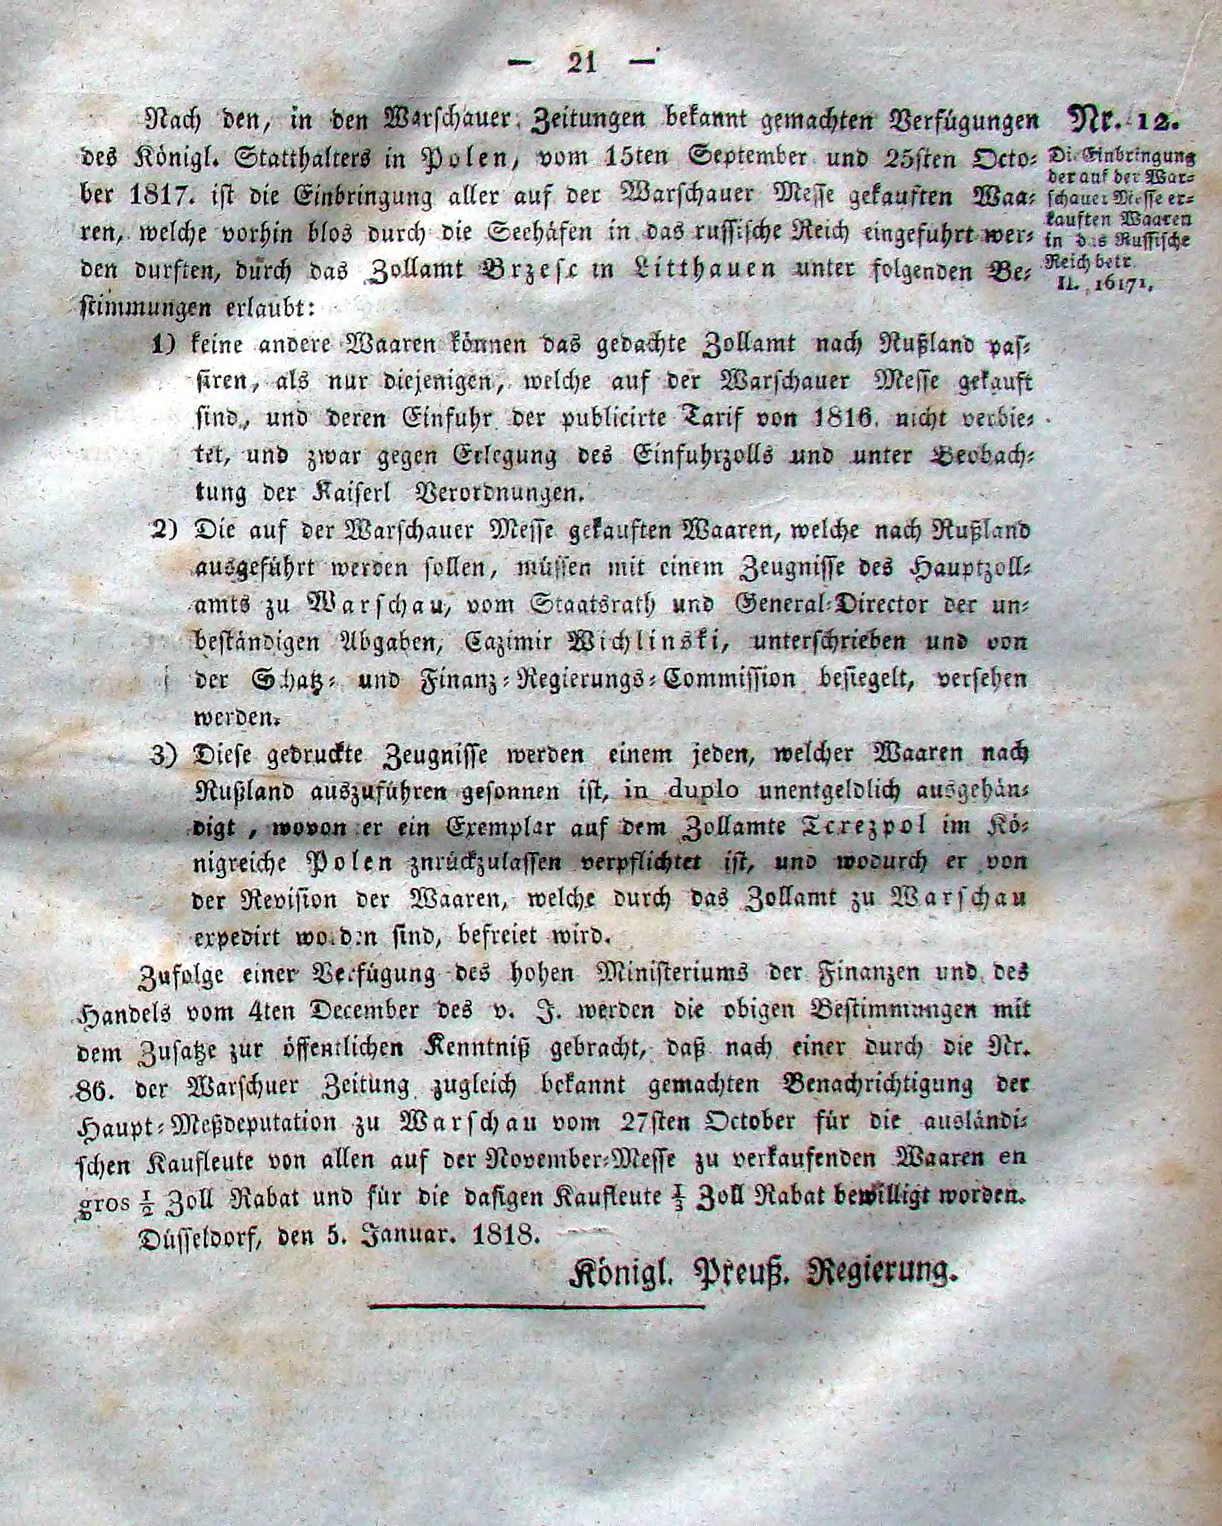 — 21 —
Nach den, in den Warschauer Zeitungen bekannt gemachten Verfügungen
des Königl. Statthalters in Polen, vom 15ten September und 25sten Octo-
ber 1817. ist die Einbringung aller auf der Warschauer Messe gekauften Waa-
ren, welche vorhin blos durch die Seehäfen in das russische Reich eingeführt wer-
den durften, durch das Zollamt Brzesc in Litthauen unter folgenden Be-
stimmungen erlaubt:
Nr. 12.
Die Einbringung
der auf der War-
schauer Messe er-
kauften Waaren
in das Russische
Reich betr.
II. 16171.
1) keine andere Waaren können das gedachte Zollamt nach Rußland pas-
siren, als nur diejenigen, welche auf der Warschauer Messe gekauft
sind, und deren Einfuhr der publicirte Tarif von 1816. nicht verbie-
tet, und zwar gegen Erlegung des Einfuhrzolls und unter Beobach-
tung der Kaiserl Verordnungen.
2) Die auf der Warschauer Messe gekauften Waaren, welche nach Rußland
ausgeführt werden sollen, müssen mit einem Zeugnisse des Hauptzoll-
amts zu Warschau, vom Staatsrath und General-Director der un-
beständigen Abgaben, Cazimir Wichlinski, unterschrieben und von
der Schatz- und Finanz-Regierungs-Commission besiegelt, versehen
werden.
3) Diese gedruckte Zeugnisse werden einem jeden, welcher Waaren nach
Rußland auszuführen gesonnen ist, in duplo unentgeldlich ausgehän-
digt, wovon er ein Exemplar auf dem Zollamte Terezpol im Kö-
nigreiche Polen znrückzulassen verpflichtet ist, und wodurch er von
der Revision der Waaren, welche durch das Zollamt zu Warschau
expedirt worden sind, befreiet wird.
Zufolge einer Verfügung des hohen Ministeriums der Finanzen und des
Handels vom 4ten December des v. J. werden die obigen Bestimmungen mit
dem Zusatze zur öffentlichen Kenntniß gebracht, daß nach einer durch die Nr.
86. der Warschuer Zeitung zugleich bekannt gemachten Benachrichtigung der
Haupt-Meßdeputation zu Warschau vom 27sten October für die ausländi-
schen Kaufleute von allen auf der November-Messe zu verkaufenden Waaren en
gros ½ Zoll Rabat und für die dasigen Kaufleute ⅓ Zoll Rabat bewilligt worden.
Düsseldorf, den 5. Januar. 1818.
Königl. Preuß. Regierung.